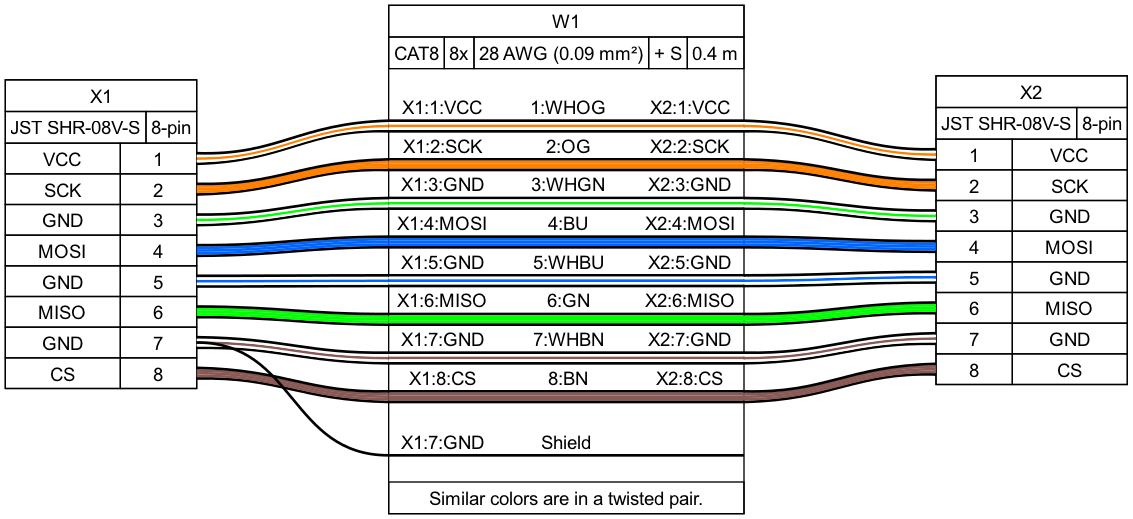 W1
CAT8 8x 28 AWG (0.09 mm²) + S 0.4 m
X1
JST SHR-08V-S 8-pin
VCC 1
SCK 2
GND 3
MOSI 4
GND 5
MISO 6
GND 7
CS 8
X1:1:VCC 1:WHOG X2:1:VCC
X1:2:SCK 2:OG X2:2:SCK
X1:3:GND 3:WHGN X2:3:GND
X1:4:MOSI 4:BU X2:4:MOSI
X1:5:GND 5:WHBU X2:5:GND
X1:6:MISO 6:GN X2:6:MISO
X1:7:GND 7:WHBN X2:7:GND
X1:8:CS 8:BN X2:8:CS
X1:7:GND Shield
Similar colors are in a twisted pair.
X2
JST SHR-08V-S 8-pin
1 VCC
2 SCK
3 GND
4 MOSI
5 GND
6 MISO
7 GND
8 CS